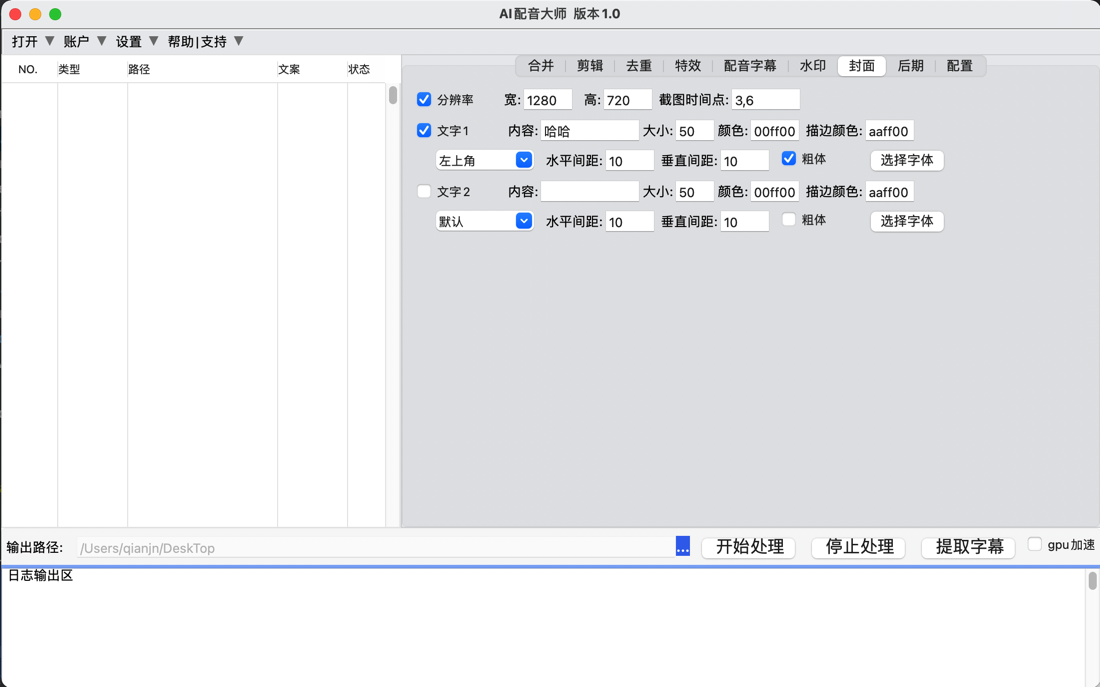 AI配音大师 版本1.0
打开 账户 设置 帮助|支持
NO. 类型 路径 文案 状态
合并 剪辑 去重 特效 配音字幕 水印 封面 后期 配置
分辨率 宽: 1280 高: 720 截图时间点: 3,6
文字1 内容: 哈哈 大小: 50 颜色: 00ff00 描边颜色: aaff00
左上角 水平间距: 10 垂直间距: 10 粗体 选择字体
文字2 内容: 大小: 50 颜色: 00ff00 描边颜色: aaff00
默认 水平间距: 10 垂直间距: 10 粗体 选择字体
输出路径: /Users/qianjn/DeskTop ... 开始处理 停止处理 提取字幕 gpu加速
日志输出区